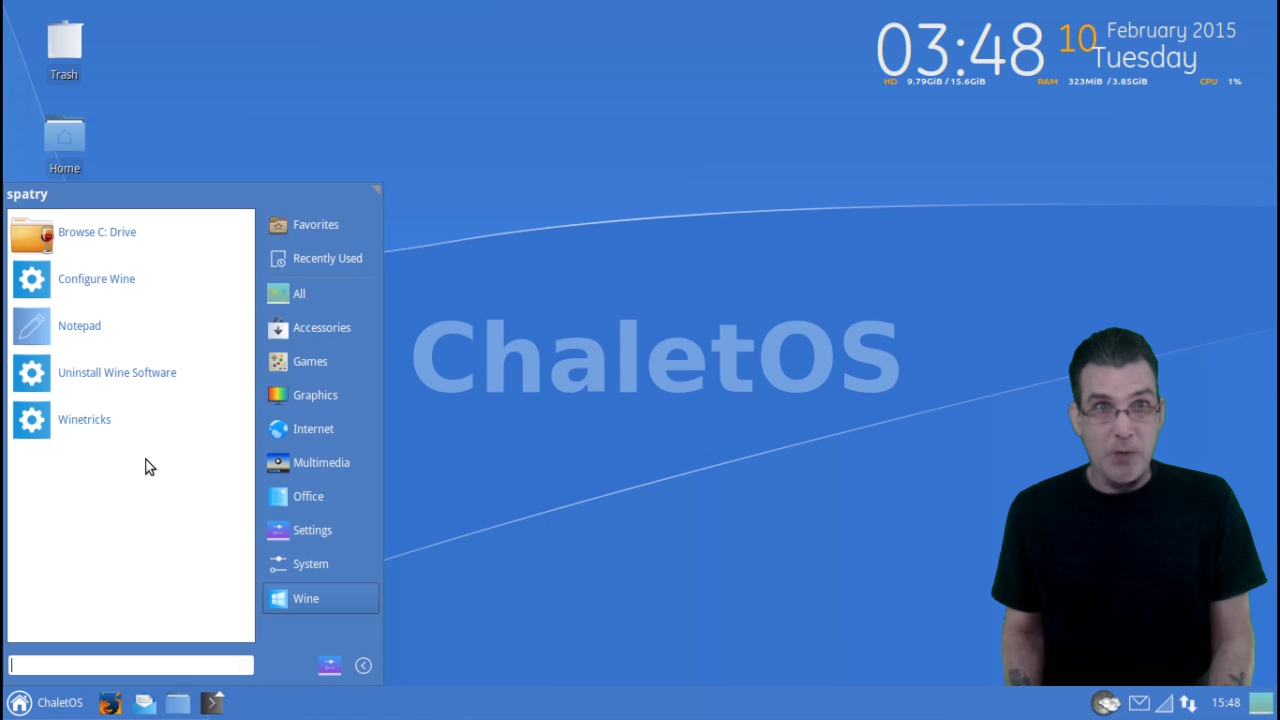 Trash
Home
03:48
10
February 2015
Tuesday
HD 9.79GiB / 15.6GiB RAM 323MiB / 3.85GiB CPU 1%
spatry
Browse C: Drive
Configure Wine
Notepad
Uninstall Wine Software
Winetricks
Favorites
Recently Used
All
Accessories
Games
Graphics
Internet
Multimedia
Office
Settings
System
Wine
ChaletOS
ChaletOS
15:48